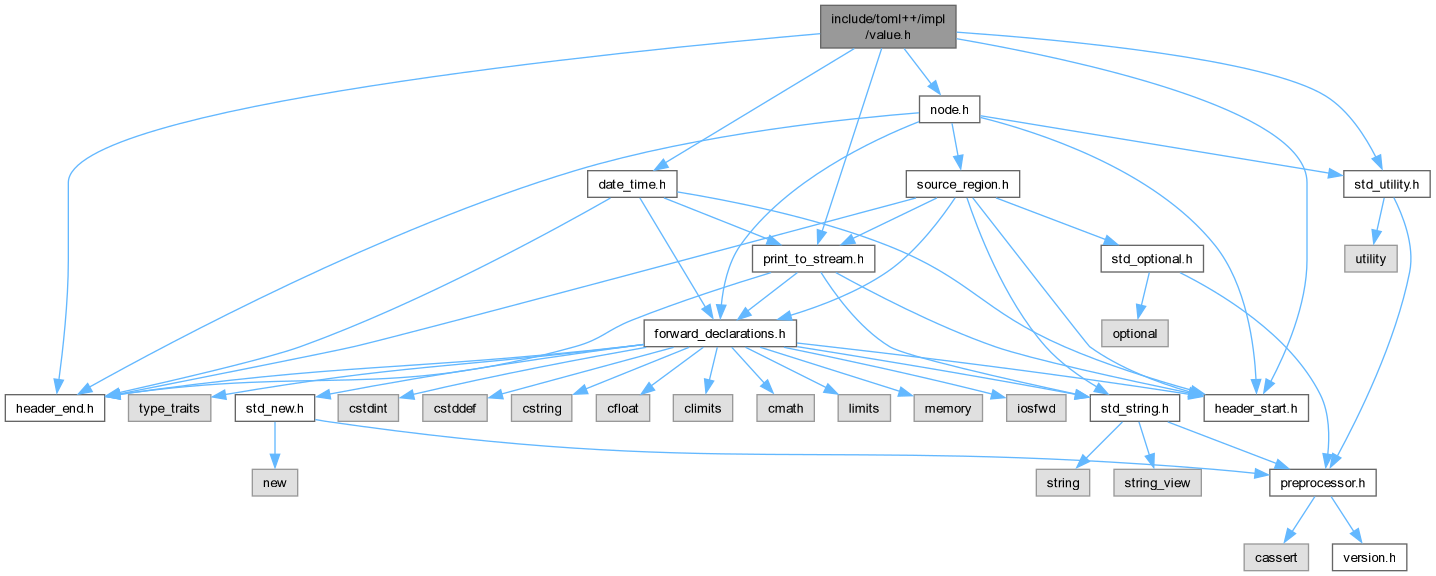 include/toml++/impl
/value.h
node.h
date_time.h
source_region.h
std_utility.h
print_to_stream.h
std_optional.h
utility
forward_declarations.h
optional
header_end.h
type_traits
std_new.h
cstdint
cstddef
cstring
cfloat
climits
cmath
limits
memory
iosfwd
std_string.h
header_start.h
new
string
string_view
preprocessor.h
cassert
version.h